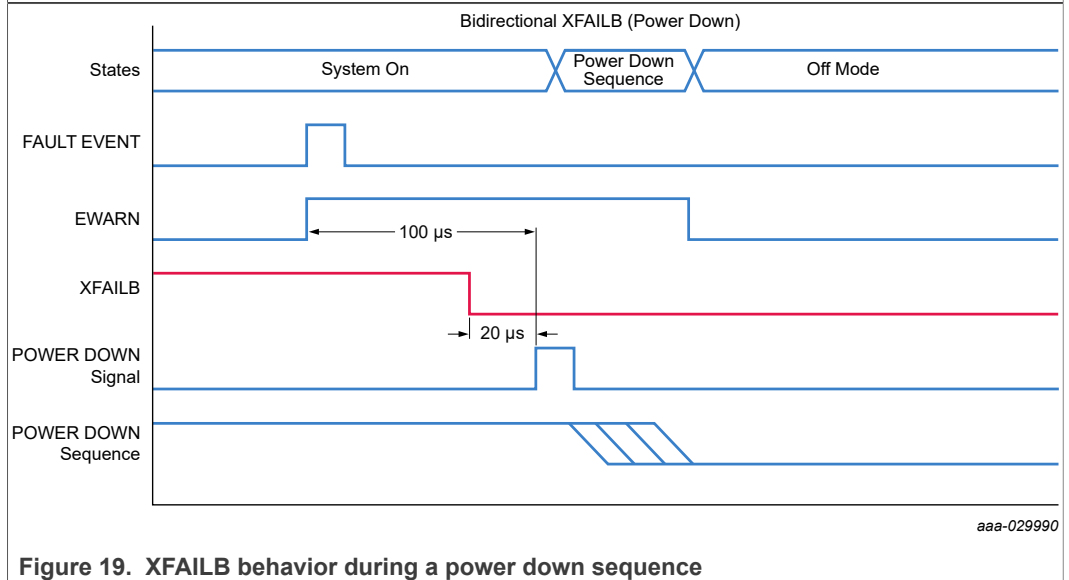 Bidirectional XFAILB (Power Down)
States
System On
Power Down
Sequence
Off Mode
FAULT EVENT
EWARN
100 µs
XFAILB
20 µs
POWER DOWN
Signal
POWER DOWN
Sequence
aaa-029990
Figure 19. XFAILB behavior during a power down sequence